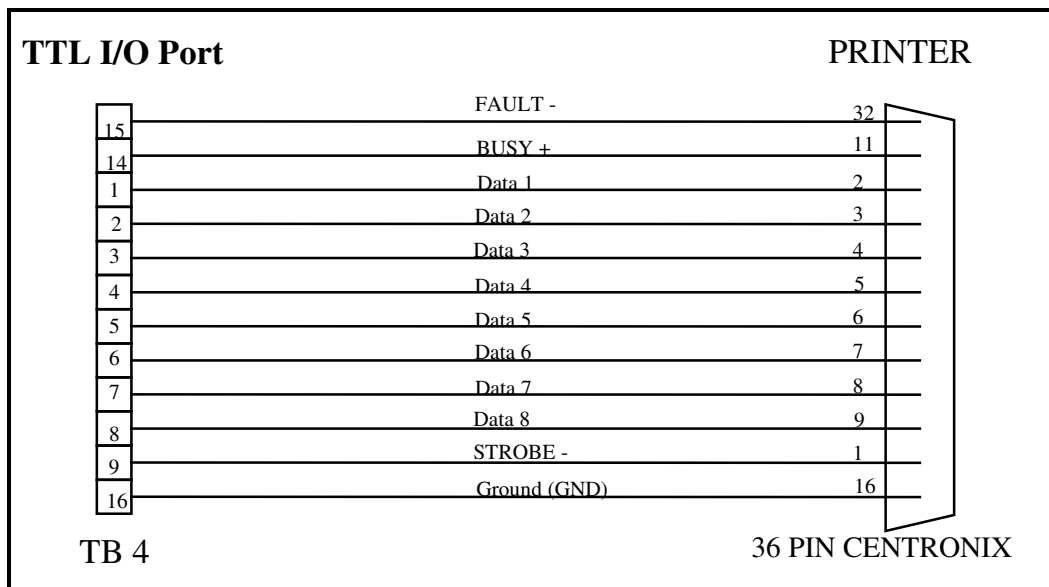 TTL I/O Port PRINTER
15 FAULT - 32
14 BUSY + 11
1 Data 1 2
2 Data 2 3
3 Data 3 4
4 Data 4 5
5 Data 5 6
6 Data 6 7
7 Data 7 8
8 Data 8 9
9 STROBE - 1
16 Ground (GND) 16
TB 4 36 PIN CENTRONIX